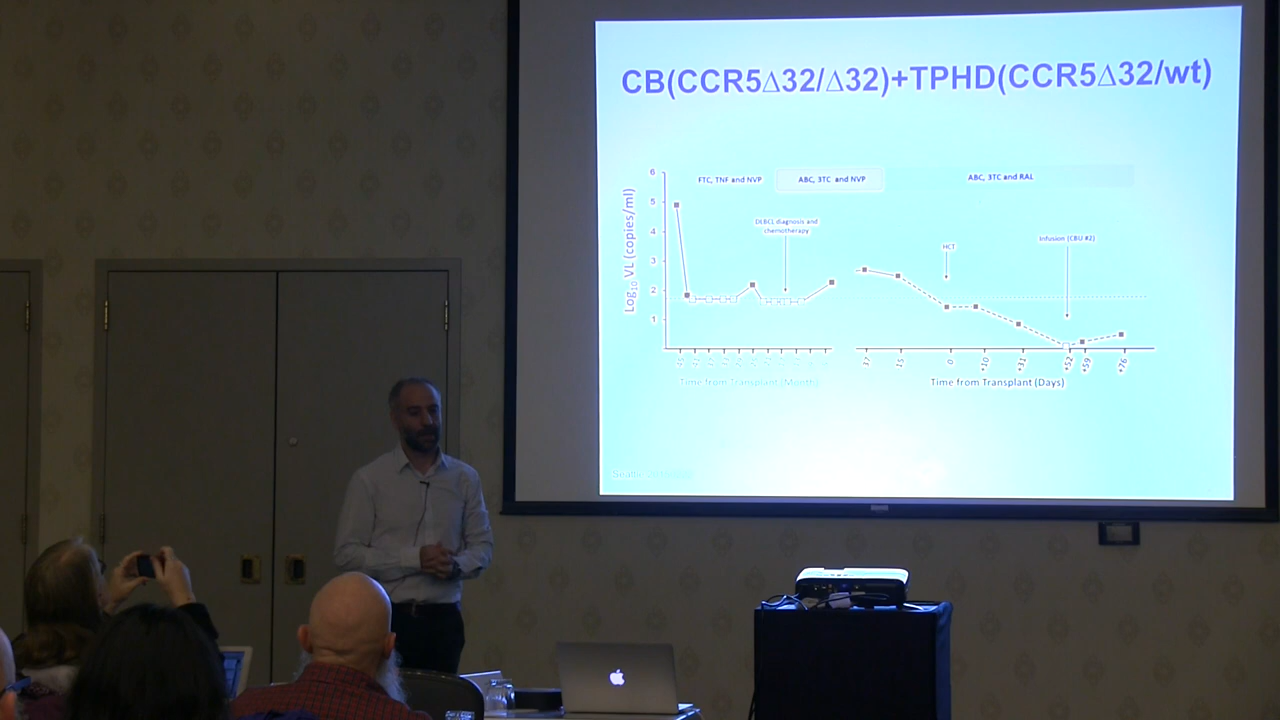 CB(CCR5Δ32/Δ32)+TPHD(CCR5Δ32/wt)
FTC, TNF and NVP
ABC, 3TC and NVP
ABC, 3TC and RAL
DLBCL diagnosis and
chemotherapy
HCT
Infusion (CBU #2)
Log10 VL (copies/ml)
6
5
4
3
2
1
37
15
0
+10
+31
+52
+59
+76
Time from Transplant (Month)
Time from Transplant (Days)
Seattle